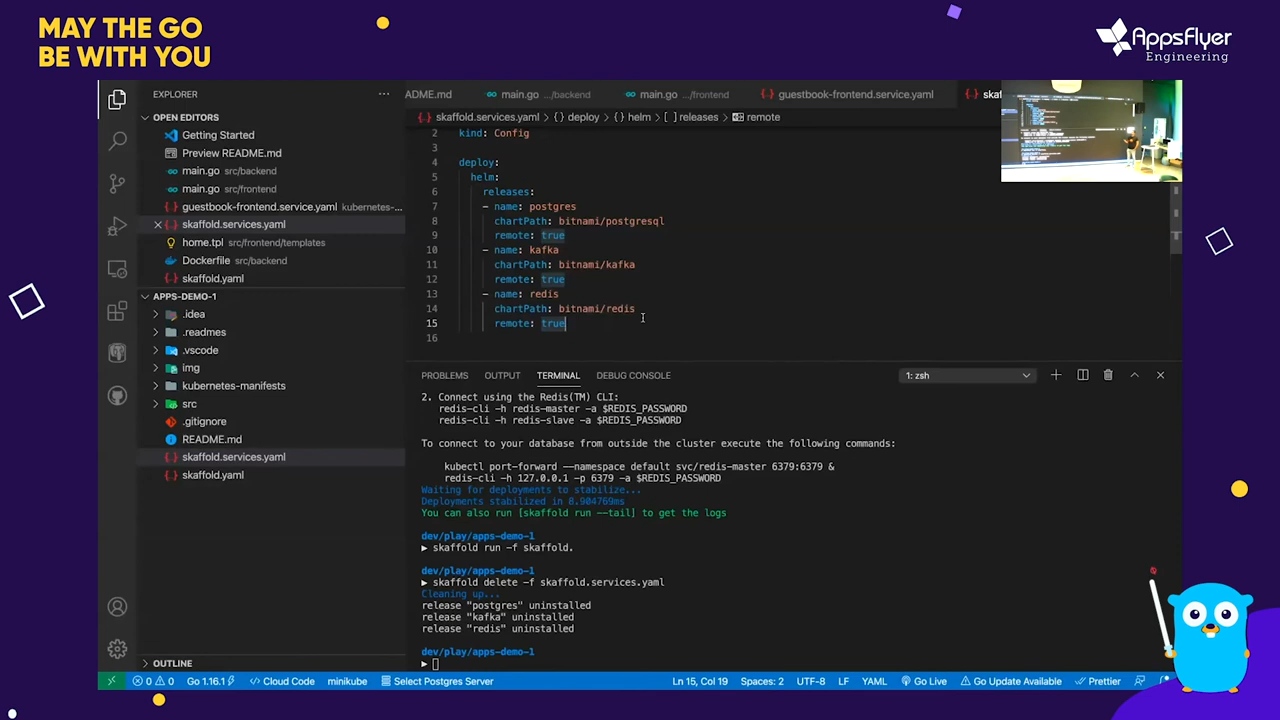 MAY THE GO
BE WITH YOU
AppsFlyer
Engineering
EXPLORER
OPEN EDITORS
Getting Started
Preview README.md
main.go src/backend
main.go src/frontend
guestbook-frontend.service.yaml kubernetes-...
skaffold.services.yaml
home.tpl src/frontend/templates
Dockerfile src/backend
skaffold.yaml
APPS-DEMO-1
.idea
.readmes
.vscode
img
kubernetes-manifests
src
.gitignore
README.md
skaffold.services.yaml
skaffold.yaml
OUTLINE
ADME.md main.go .../backend main.go .../frontend guestbook-frontend.service.yaml skaf
skaffold.services.yaml > {} deploy > {} helm > [ ] releases > remote
2 kind: Config
3
4 deploy:
5 helm:
6 releases:
7 - name: postgres
8 chartPath: bitnami/postgresql
9 remote: true
10 - name: kafka
11 chartPath: bitnami/kafka
12 remote: true
13 - name: redis
14 chartPath: bitnami/redis
15 remote: true
16
PROBLEMS OUTPUT TERMINAL DEBUG CONSOLE 1: zsh
2. Connect using the Redis(TM) CLI:
redis-cli -h redis-master -a $REDIS_PASSWORD
redis-cli -h redis-slave -a $REDIS_PASSWORD
To connect to your database from outside the cluster execute the following commands:
kubectl port-forward --namespace default svc/redis-master 6379:6379 &
redis-cli -h 127.0.0.1 -p 6379 -a $REDIS_PASSWORD
Waiting for deployments to stabilize...
Deployments stabilized in 8.904769ms
You can also run [skaffold run --tail] to get the logs
dev/play/apps-demo-1
▶ skaffold run -f skaffold.
dev/play/apps-demo-1
▶ skaffold delete -f skaffold.services.yaml
Cleaning up...
release "postgres" uninstalled
release "kafka" uninstalled
release "redis" uninstalled
dev/play/apps-demo-1
▶
0 0 Go 1.16.1 Cloud Code minikube Select Postgres Server Ln 15, Col 19 Spaces: 2 UTF-8 LF YAML Go Live Go Update Available Prettier